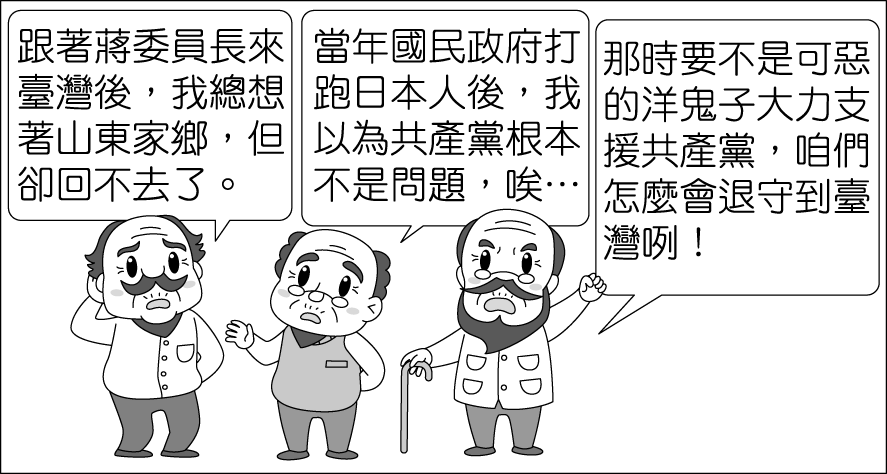 跟著蔣委員長來
臺灣後，我總想
著山東家鄉，但
卻回不去了。
當年國民政府打
跑日本人後，我
以為共產黨根本
不是問題，唉…
那時要不是可惡
的洋鬼子大力支
援共產黨，咱們
怎麼會退守到臺
灣咧！